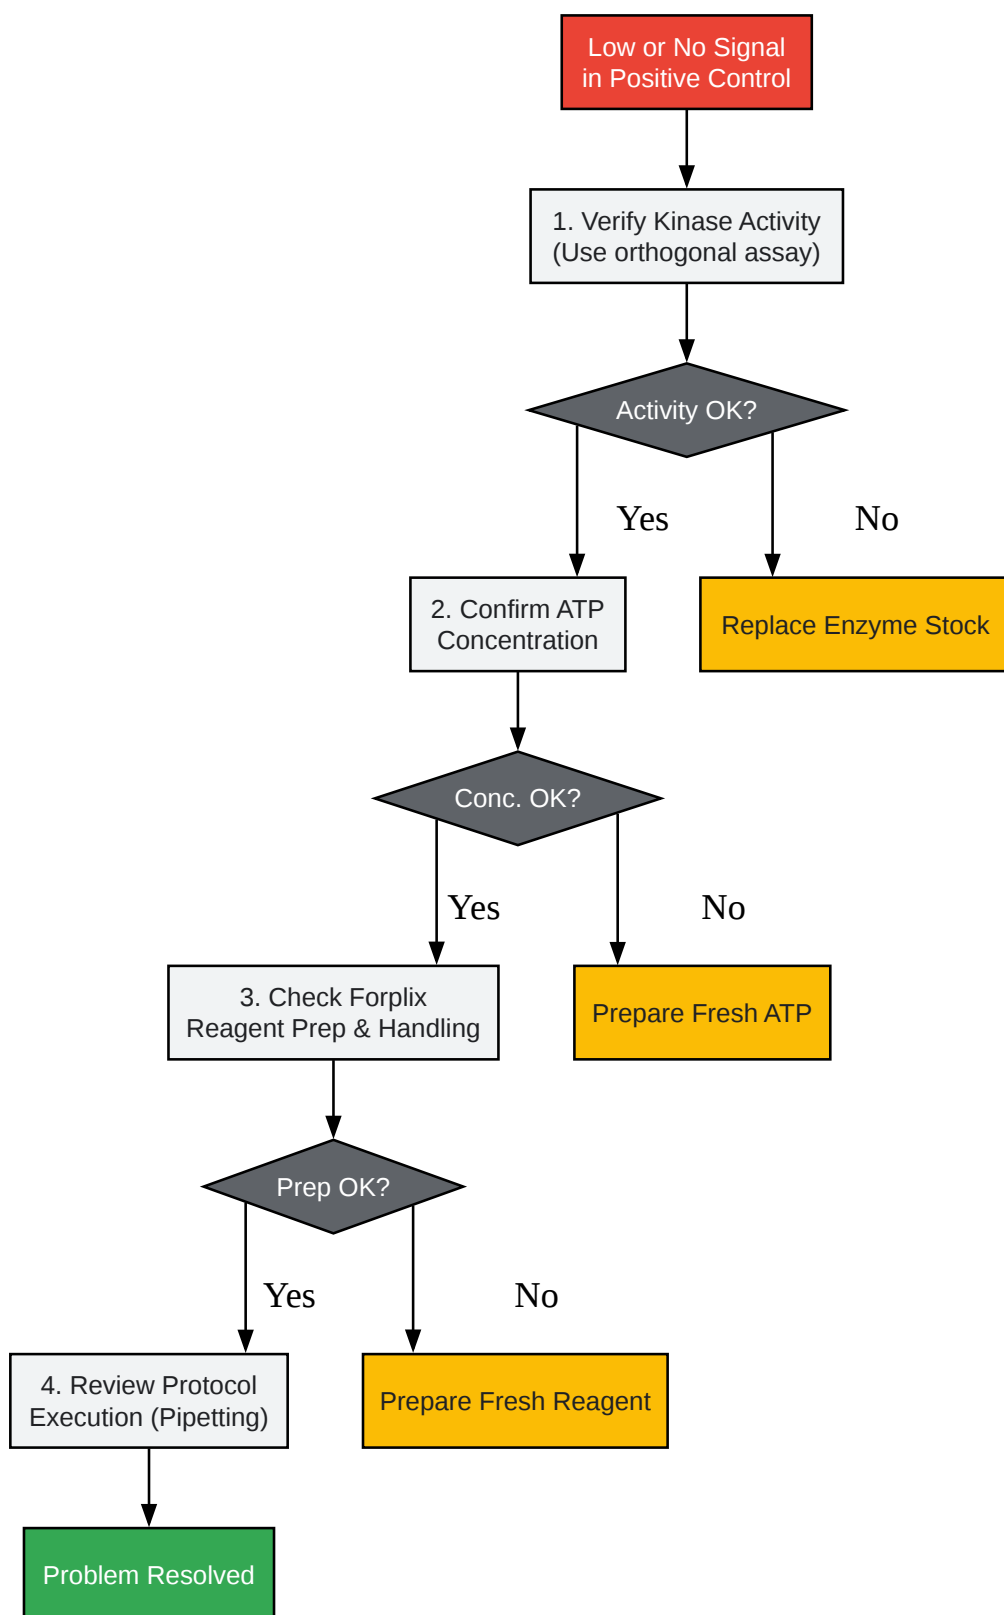 Low or No Signal
in Positive Control
1. Verify Kinase Activity
(Use orthogonal assay)
Activity OK?
Yes
No
2. Confirm ATP
Concentration
Replace Enzyme Stock
Conc. OK?
Yes
No
3. Check Forplix
Reagent Prep & Handling
Prepare Fresh ATP
Prep OK?
Yes
No
4. Review Protocol
Execution (Pipetting)
Prepare Fresh Reagent
Problem Resolved